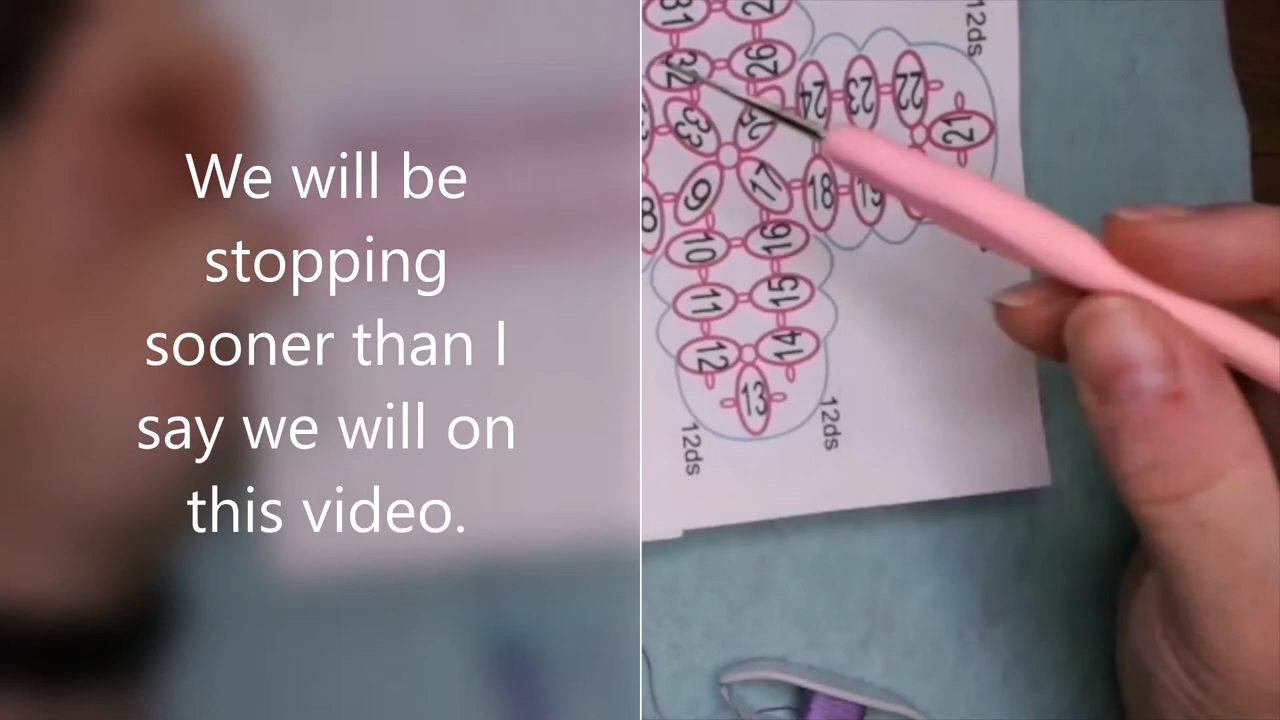 We will be
stopping
sooner than I
say we will on
this video.
31
2
12ds
32
26
24
23
22
33
25
21
9
17
18
19
8
10
16
11
15
12
14
13
12ds
12ds